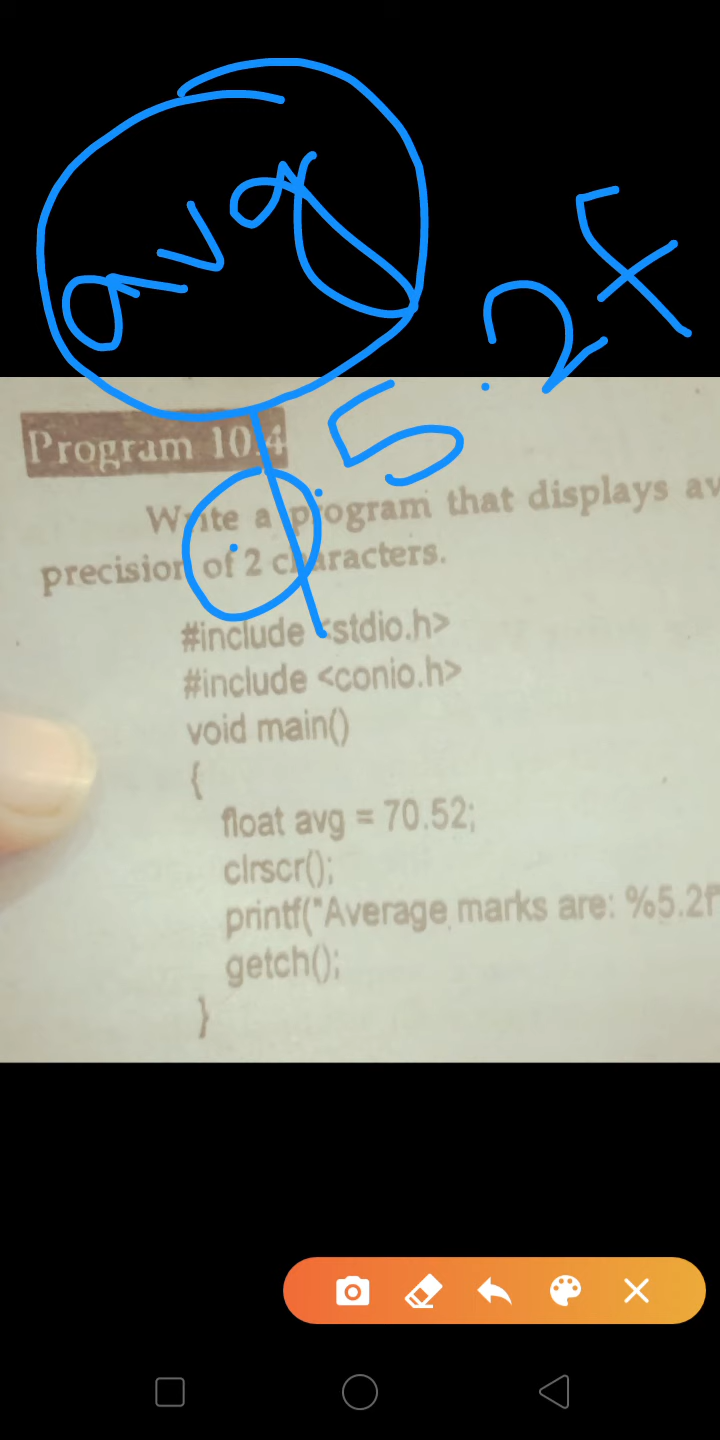 avg
5.2f
Program 10.4
Write a program that displays
precision of 2 characters.
#include <stdio.h>
#include <conio.h>
void main()
{
float avg = 70.52;
clrscr();
printf("Average marks are: %5.2f"
getch();
}